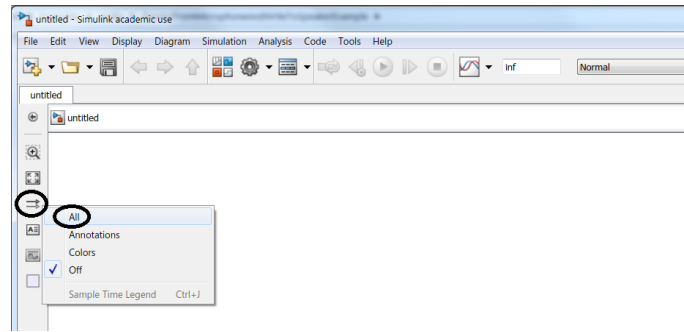 untitled - Simulink academic use
File Edit View Display Diagram Simulation Analysis Code Tools Help
inf Normal
untitled
untitled
All
Annotations
Colors
Off
Sample Time Legend Ctrl+J